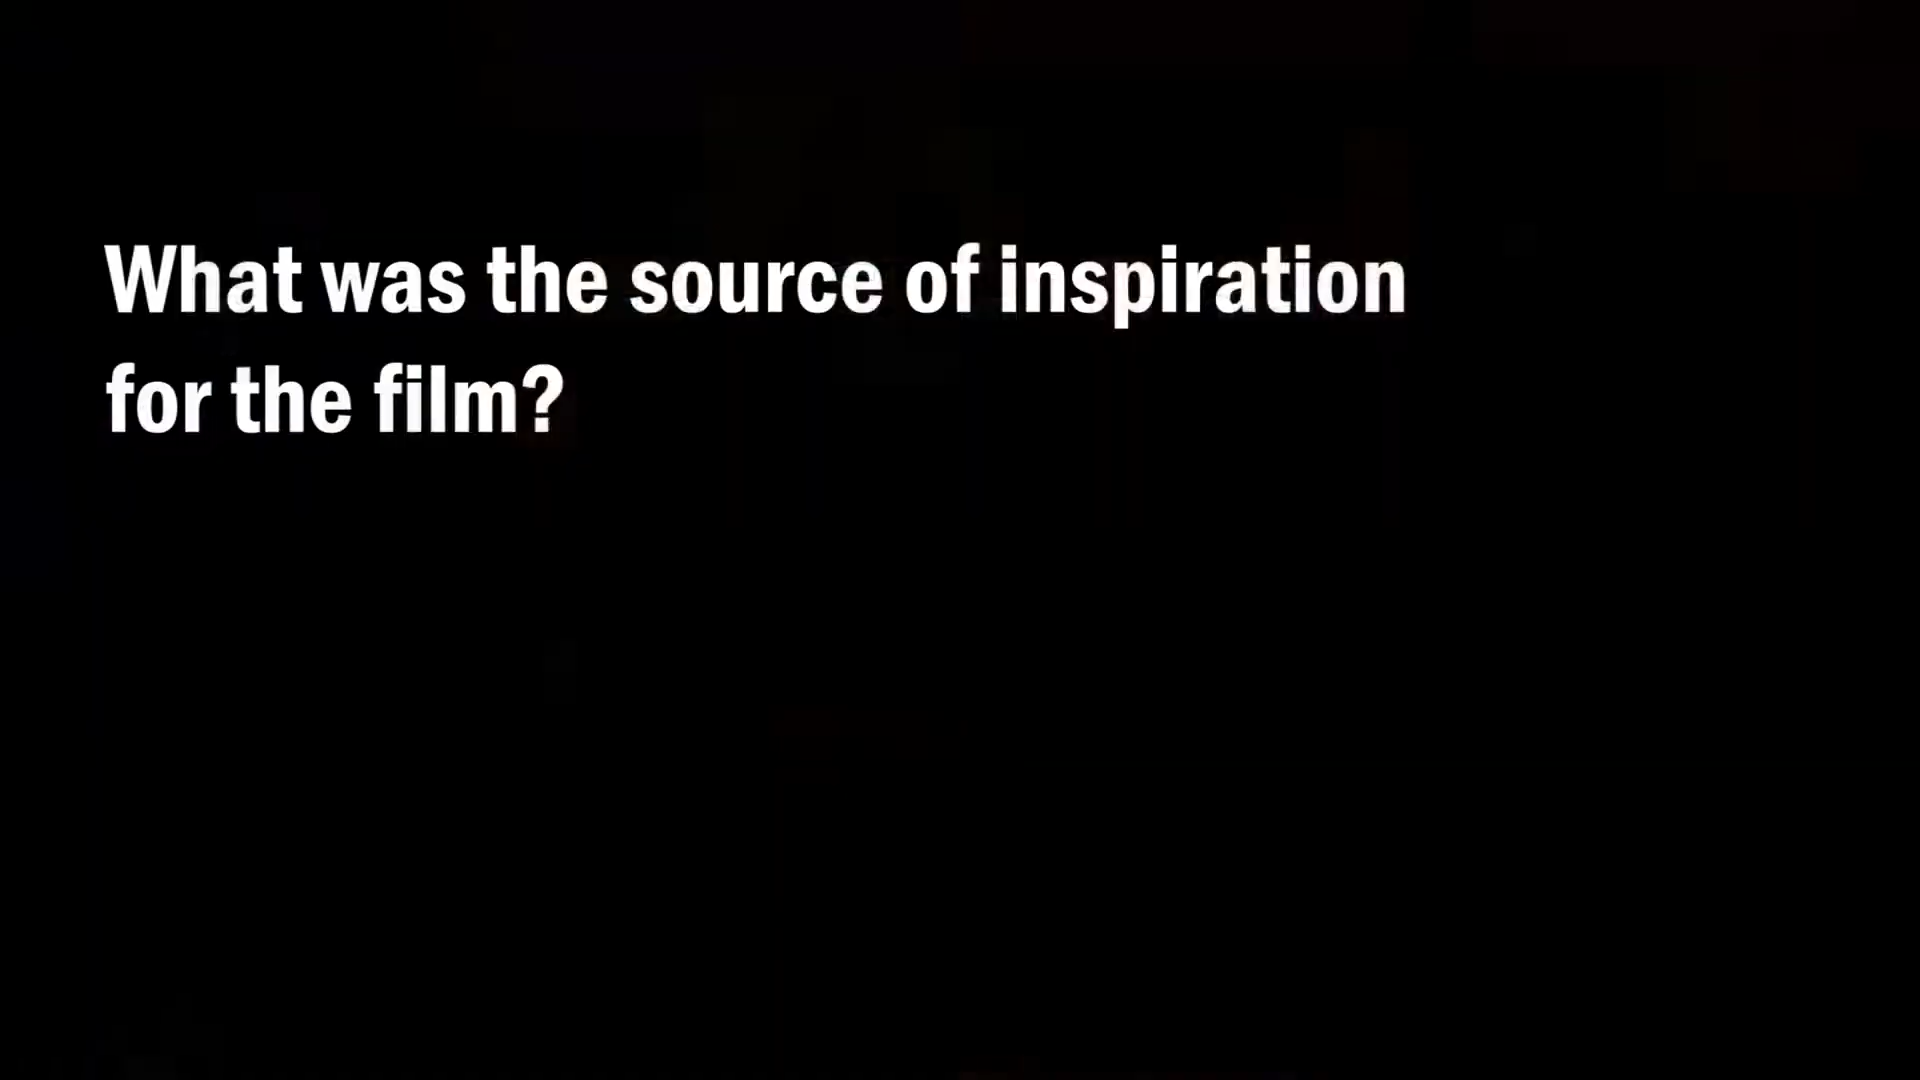 What was the source of inspiration
for the film?